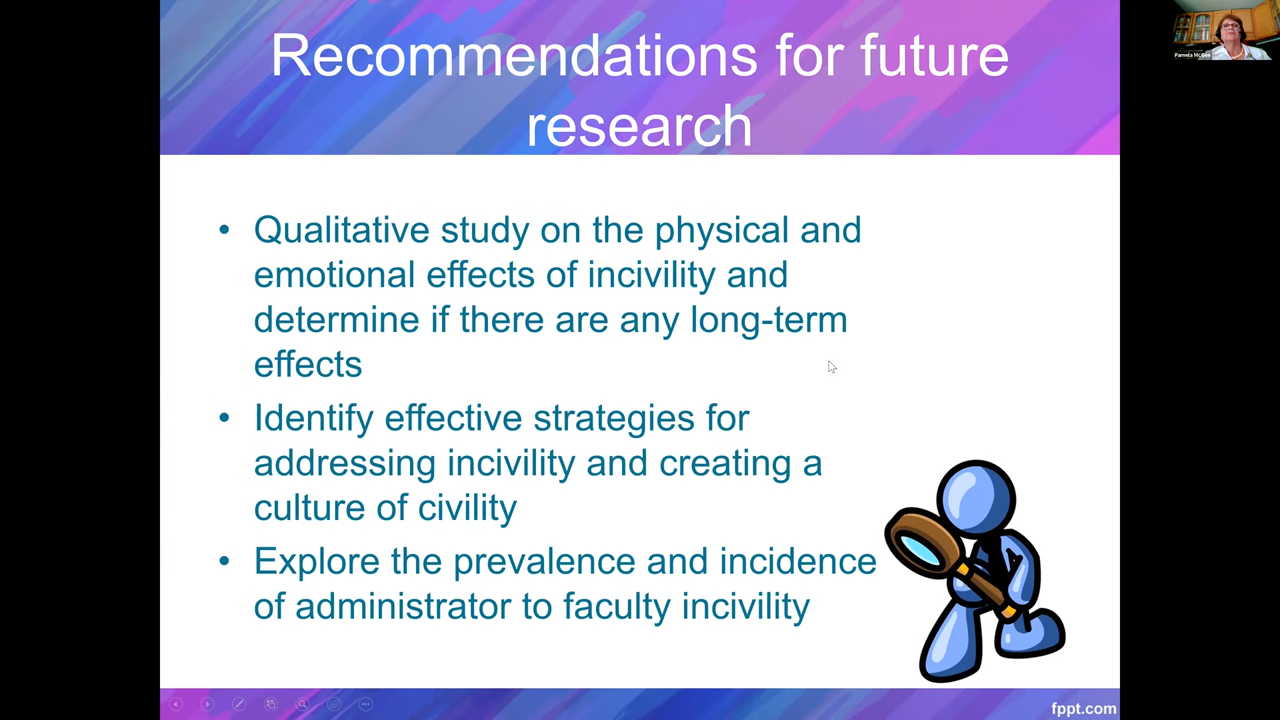 Recommendations for future
research
• Qualitative study on the physical and
emotional effects of incivility and
determine if there are any long-term
effects
• Identify effective strategies for
addressing incivility and creating a
culture of civility
• Explore the prevalence and incidence
of administrator to faculty incivility
fppt.com
Pamela McBee